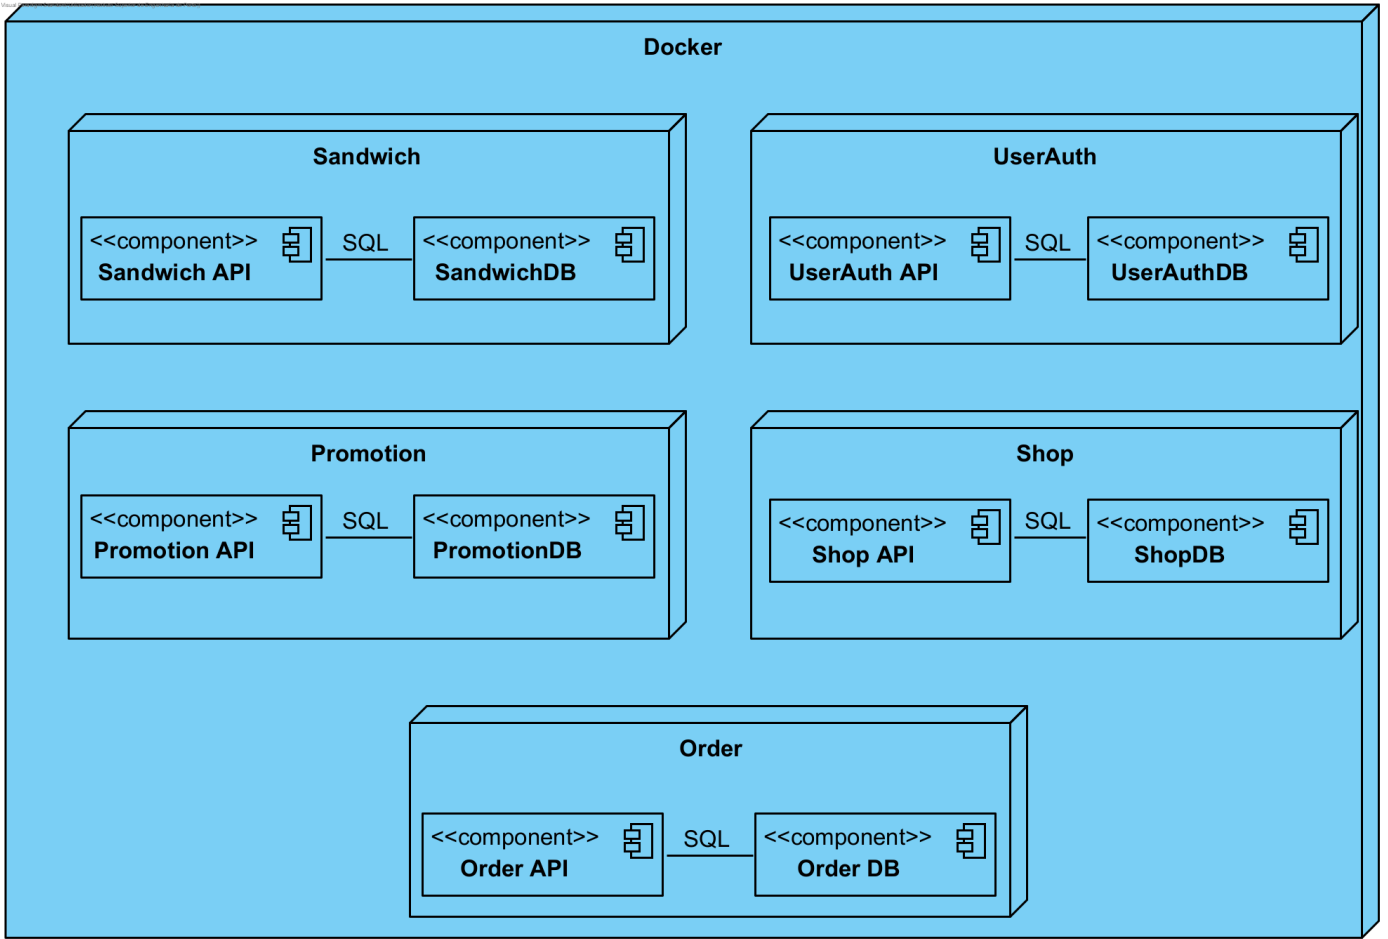 Docker
Sandwich
<<component>>
Sandwich API
SQL
<<component>>
SandwichDB
UserAuth
<<component>>
UserAuth API
SQL
<<component>>
UserAuthDB
Promotion
<<component>>
Promotion API
SQL
<<component>>
PromotionDB
Shop
<<component>>
Shop API
SQL
<<component>>
ShopDB
Order
<<component>>
Order API
SQL
<<component>>
Order DB